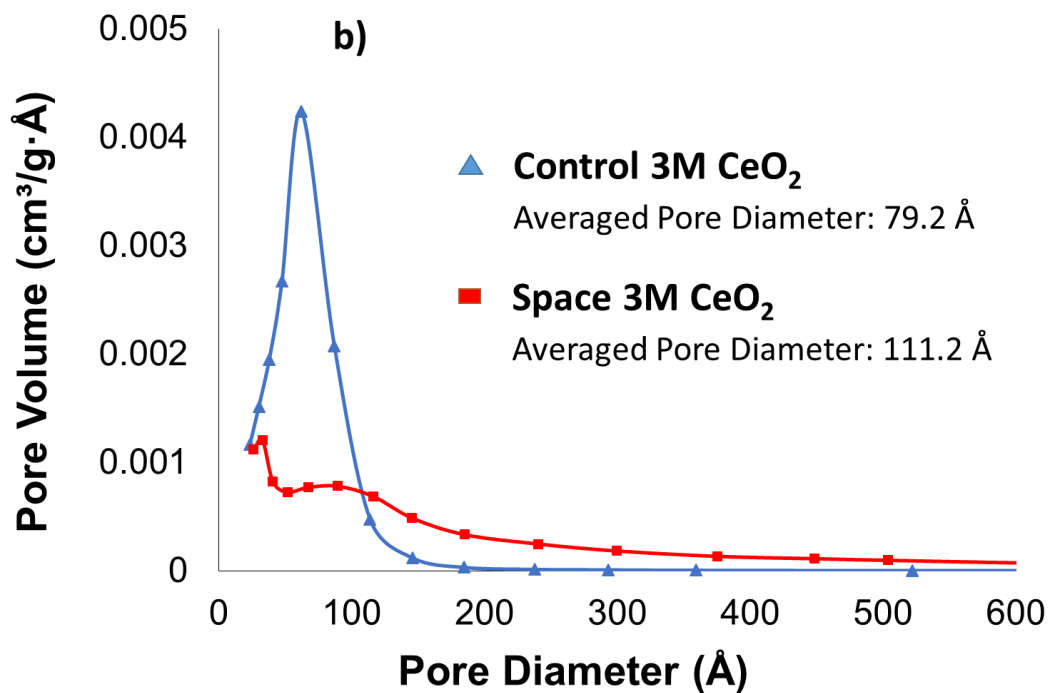 b)
Pore Volume (cm³/g·Å)
0.005
0.004
0.003
0.002
0.001
0
Control 3M CeO₂
Averaged Pore Diameter: 79.2 Å
Space 3M CeO₂
Averaged Pore Diameter: 111.2 Å
0 100 200 300 400 500 600
Pore Diameter (Å)